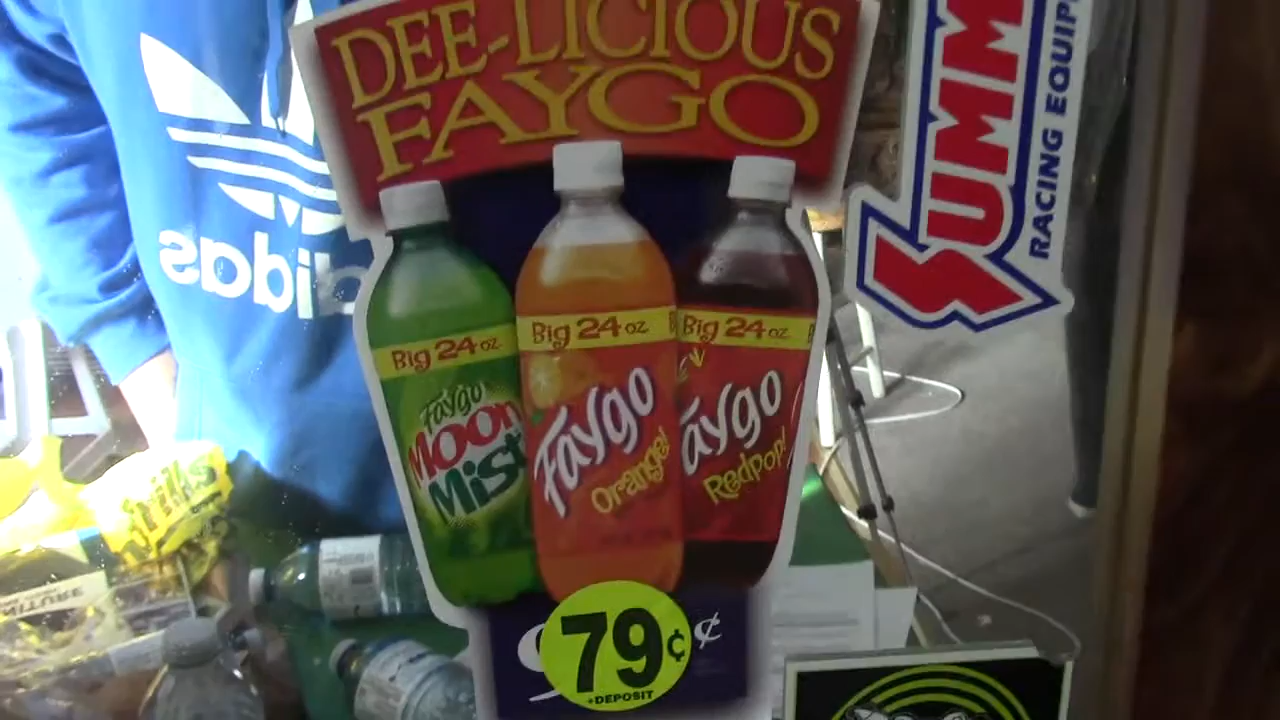 DEE-LICIOUS
FAYGO
Big 24 oz
Faygo
Moon
Mist
Big 24 oz
Faygo
Orange!
Big 24 oz
Faygo
Redpop!
79¢
+DEPOSIT
¢
SUMM
RACING EQUIP
adidas